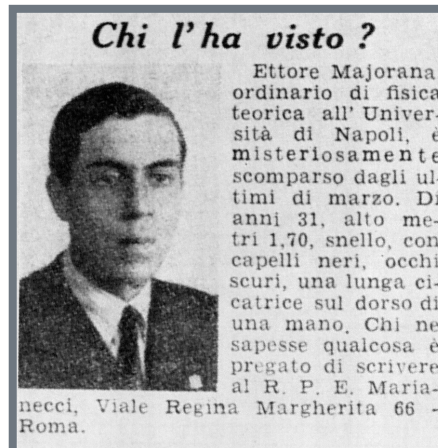 Chi l'ha visto?
Ettore Majorana
ordinario di fisica
teorica all'Univer-
sità di Napoli, è
misteriosamente
scomparso dagli ul-
timi di marzo. Di
anni 31, alto me-
tri 1,70, snello, con
capelli neri, occhi
scuri, una lunga ci-
catrice sul dorso di
una mano. Chi ne
sapesse qualcosa è
pregato di scrivere
al R. P. E. Maria-
necci, Viale Regina Margherita 66 -
Roma.